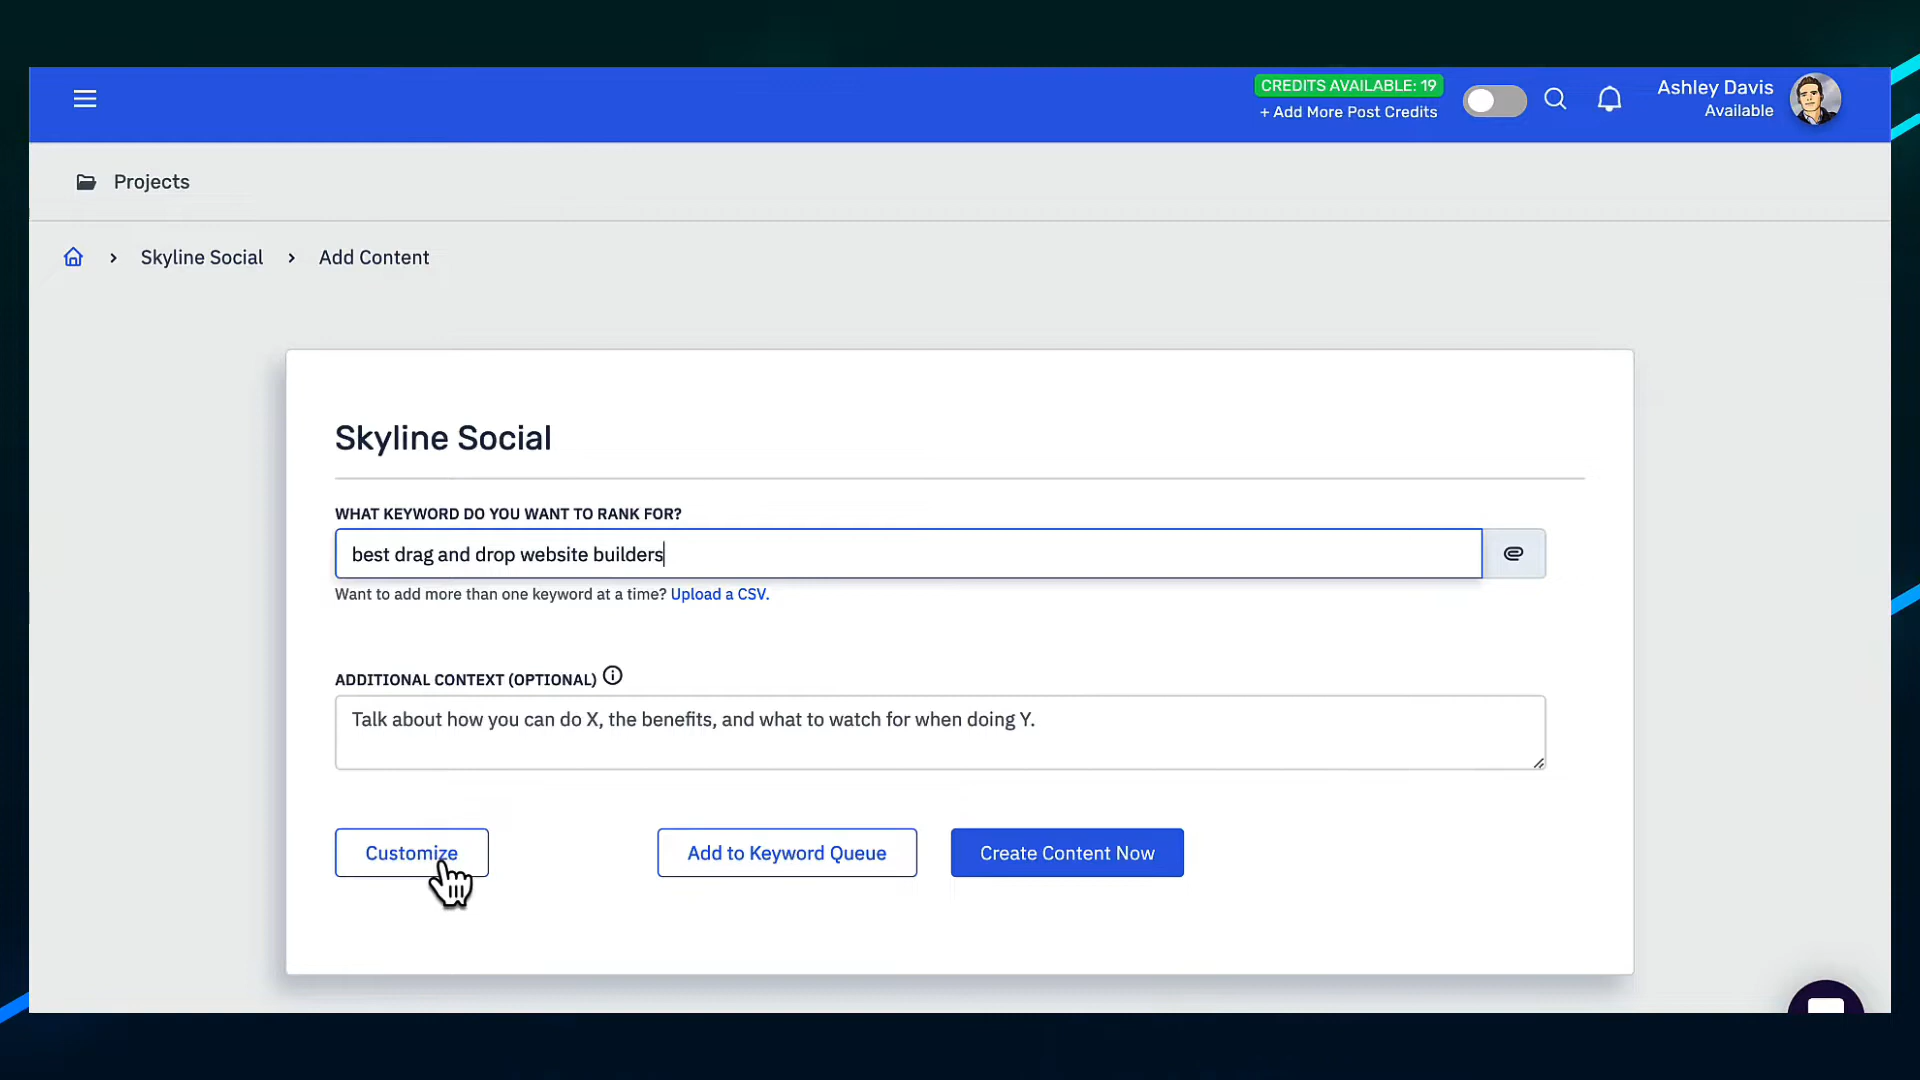 CREDITS AVAILABLE: 19
+ Add More Post Credits
Ashley Davis
Available
Projects
Skyline Social
Add Content
Skyline Social
WHAT KEYWORD DO YOU WANT TO RANK FOR?
best drag and drop website builders
Want to add more than one keyword at a time? Upload a CSV.
ADDITIONAL CONTEXT (OPTIONAL)
Talk about how you can do X, the benefits, and what to watch for when doing Y.
Customize
Add to Keyword Queue
Create Content Now